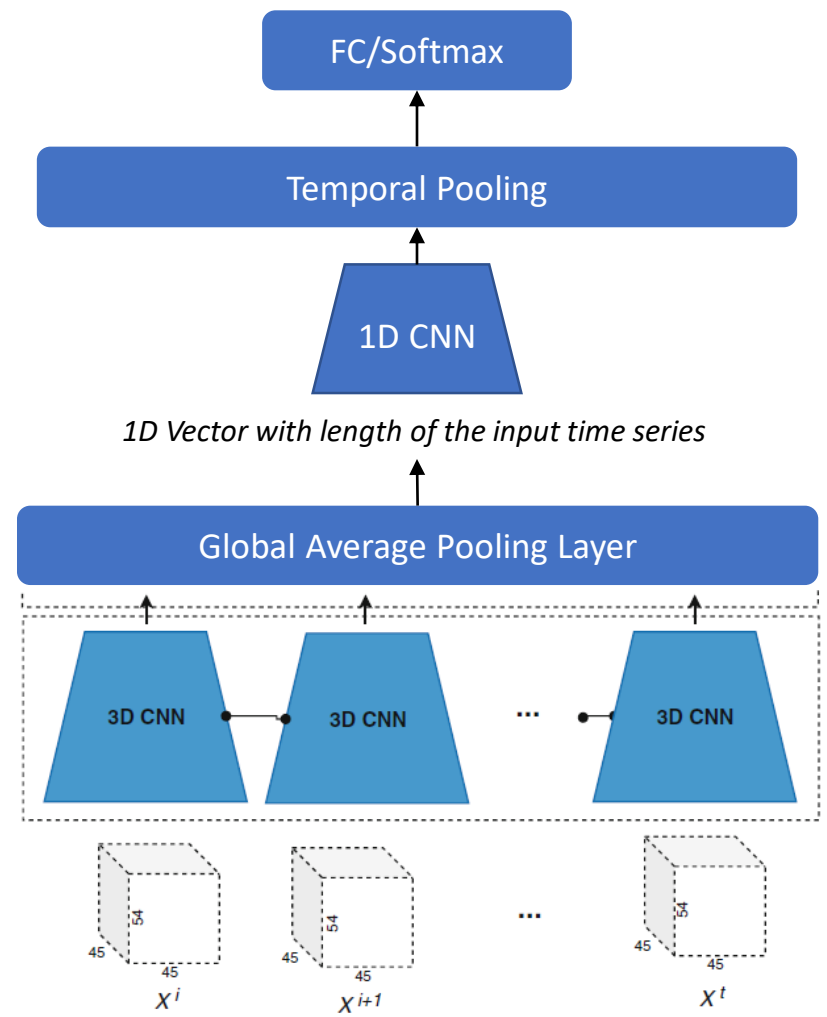 FC/Softmax
Temporal Pooling
1D CNN
1D Vector with length of the input time series
Global Average Pooling Layer
3D CNN 3D CNN ... 3D CNN
54 54 54
45 45 ... 45
45 45 45
X^i X^{i+1} X^t